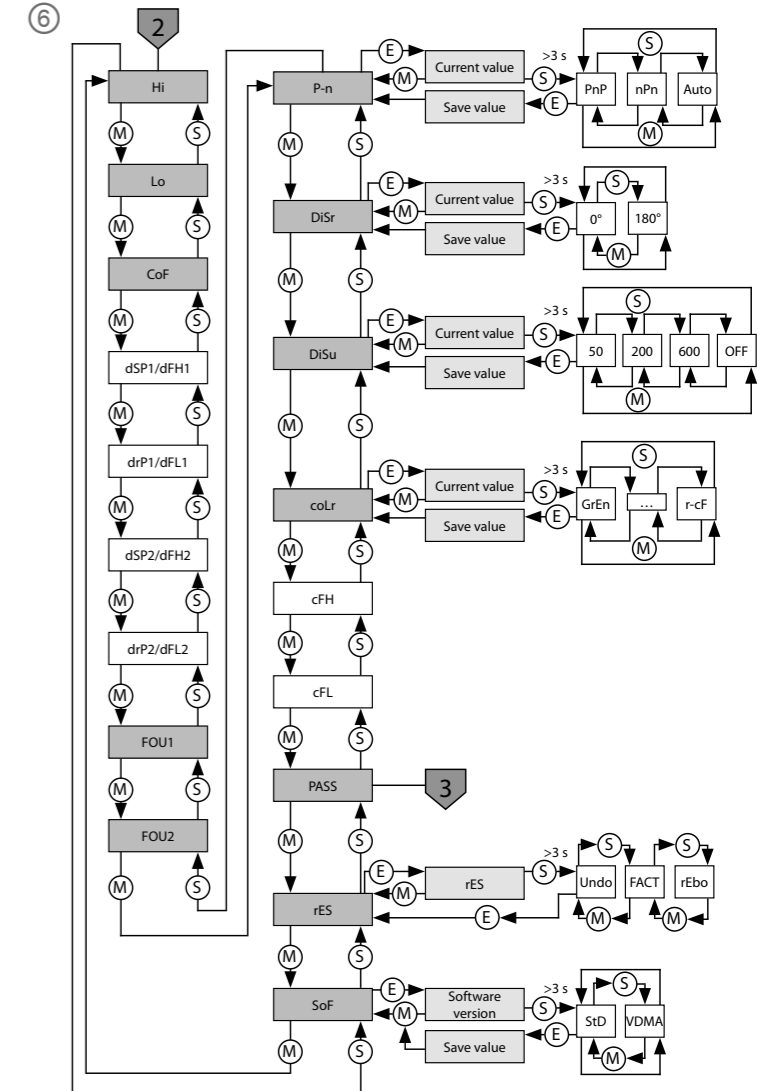 ⑥
2
Hi
M
S
Lo
M
S
CoF
M
S
dSP1/dFH1
M
S
drP1/dFL1
M
S
dSP2/dFH2
M
S
drP2/dFL2
M
S
FOU1
M
S
FOU2
M
S
P-n
E
M
Current value
Save value
>3 s
S
E
S
PnP
nPn
Auto
M
M
S
DiSr
E
M
Current value
Save value
>3 s
S
E
S
0°
180°
M
M
S
DiSu
E
M
Current value
Save value
>3 s
S
E
S
50
200
600
OFF
M
M
S
coLr
E
M
Current value
Save value
>3 s
S
E
S
GrEn
...
r-cF
M
M
S
cFH
M
S
cFL
M
S
PASS
3
M
S
rES
E
M
rES
E
>3 s
S
S
S
Undo
FACT
rEbo
M
M
M
S
SoF
E
M
Software
version
Save value
>3 s
S
E
S
StD
VDMA
M
M
S